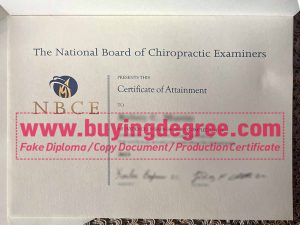 The National Board of Chiropractic Examiners
PRESENTS THIS
Certificate of Attainment
TO
NBCE
www.buyingdegree.com
Fake Diploma/Copy Document/Production Certificate